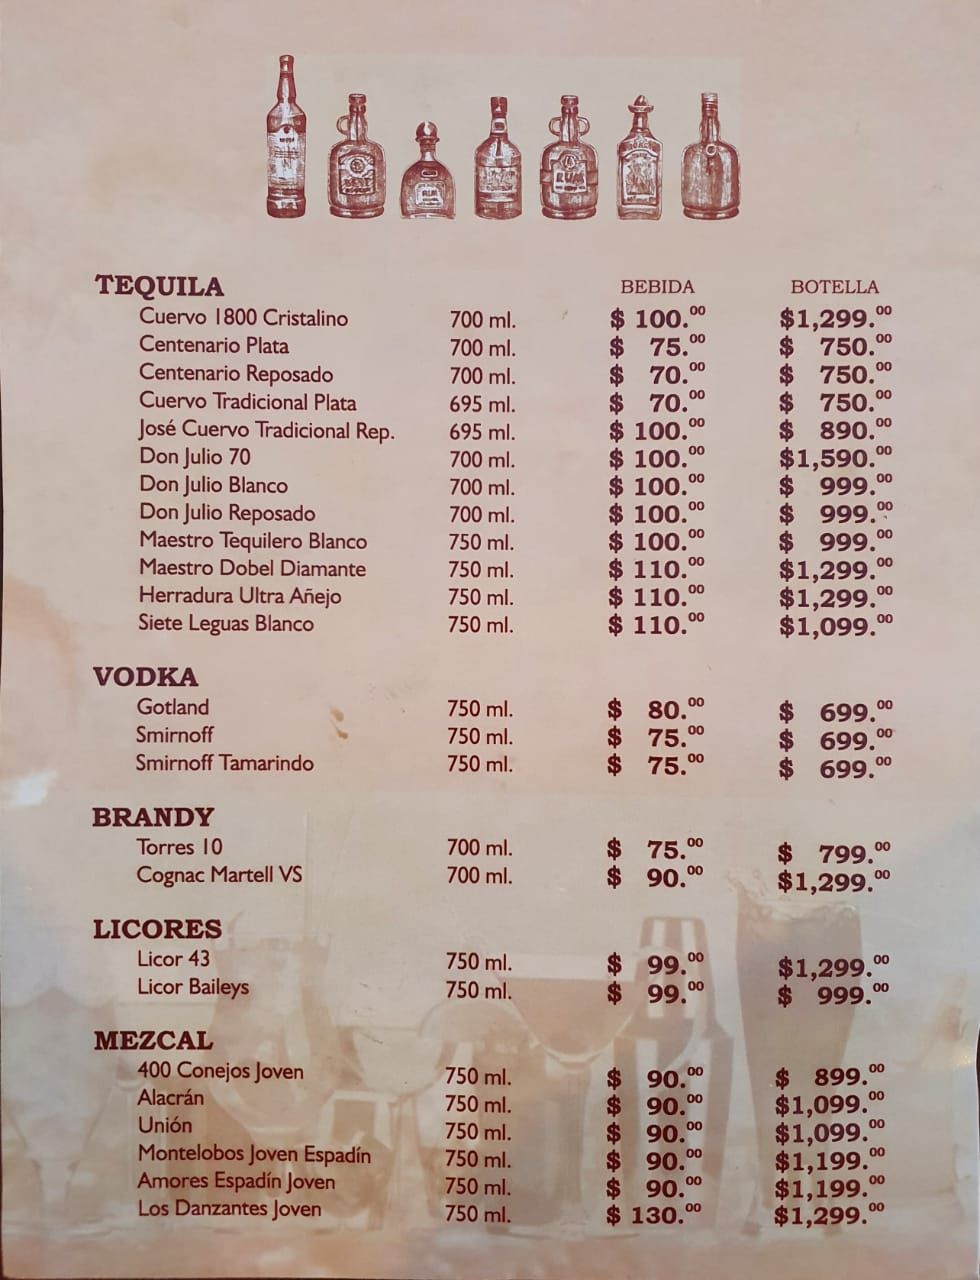 RUM
RUM
TEQUILA BEBIDA BOTELLA
Cuervo 1800 Cristalino 700 ml. $ 100.00 $1,299.00
Centenario Plata 700 ml. $ 75.00 $ 750.00
Centenario Reposado 700 ml. $ 70.00 $ 750.00
Cuervo Tradicional Plata 695 ml. $ 70.00 $ 750.00
José Cuervo Tradicional Rep. 695 ml. $ 100.00 $ 890.00
Don Julio 70 700 ml. $ 100.00 $1,590.00
Don Julio Blanco 700 ml. $ 100.00 $ 999.00
Don Julio Reposado 700 ml. $ 100.00 $ 999.00
Maestro Tequilero Blanco 750 ml. $ 100.00 $ 999.00
Maestro Dobel Diamante 750 ml. $ 110.00 $1,299.00
Herradura Ultra Añejo 750 ml. $ 110.00 $1,299.00
Siete Leguas Blanco 750 ml. $ 110.00 $1,099.00
VODKA
Gotland 750 ml. $ 80.00 $ 699.00
Smirnoff 750 ml. $ 75.00 $ 699.00
Smirnoff Tamarindo 750 ml. $ 75.00 $ 699.00
BRANDY
Torres 10 700 ml. $ 75.00 $ 799.00
Cognac Martell VS 700 ml. $ 90.00 $1,299.00
LICORES
Licor 43 750 ml. $ 99.00 $1,299.00
Licor Baileys 750 ml. $ 99.00 $ 999.00
MEZCAL
400 Conejos Joven 750 ml. $ 90.00 $ 899.00
Alacrán 750 ml. $ 90.00 $1,099.00
Unión 750 ml. $ 90.00 $1,099.00
Montelobos Joven Espadín 750 ml. $ 90.00 $1,199.00
Amores Espadín Joven 750 ml. $ 90.00 $1,199.00
Los Danzantes Joven 750 ml. $ 130.00 $1,299.00